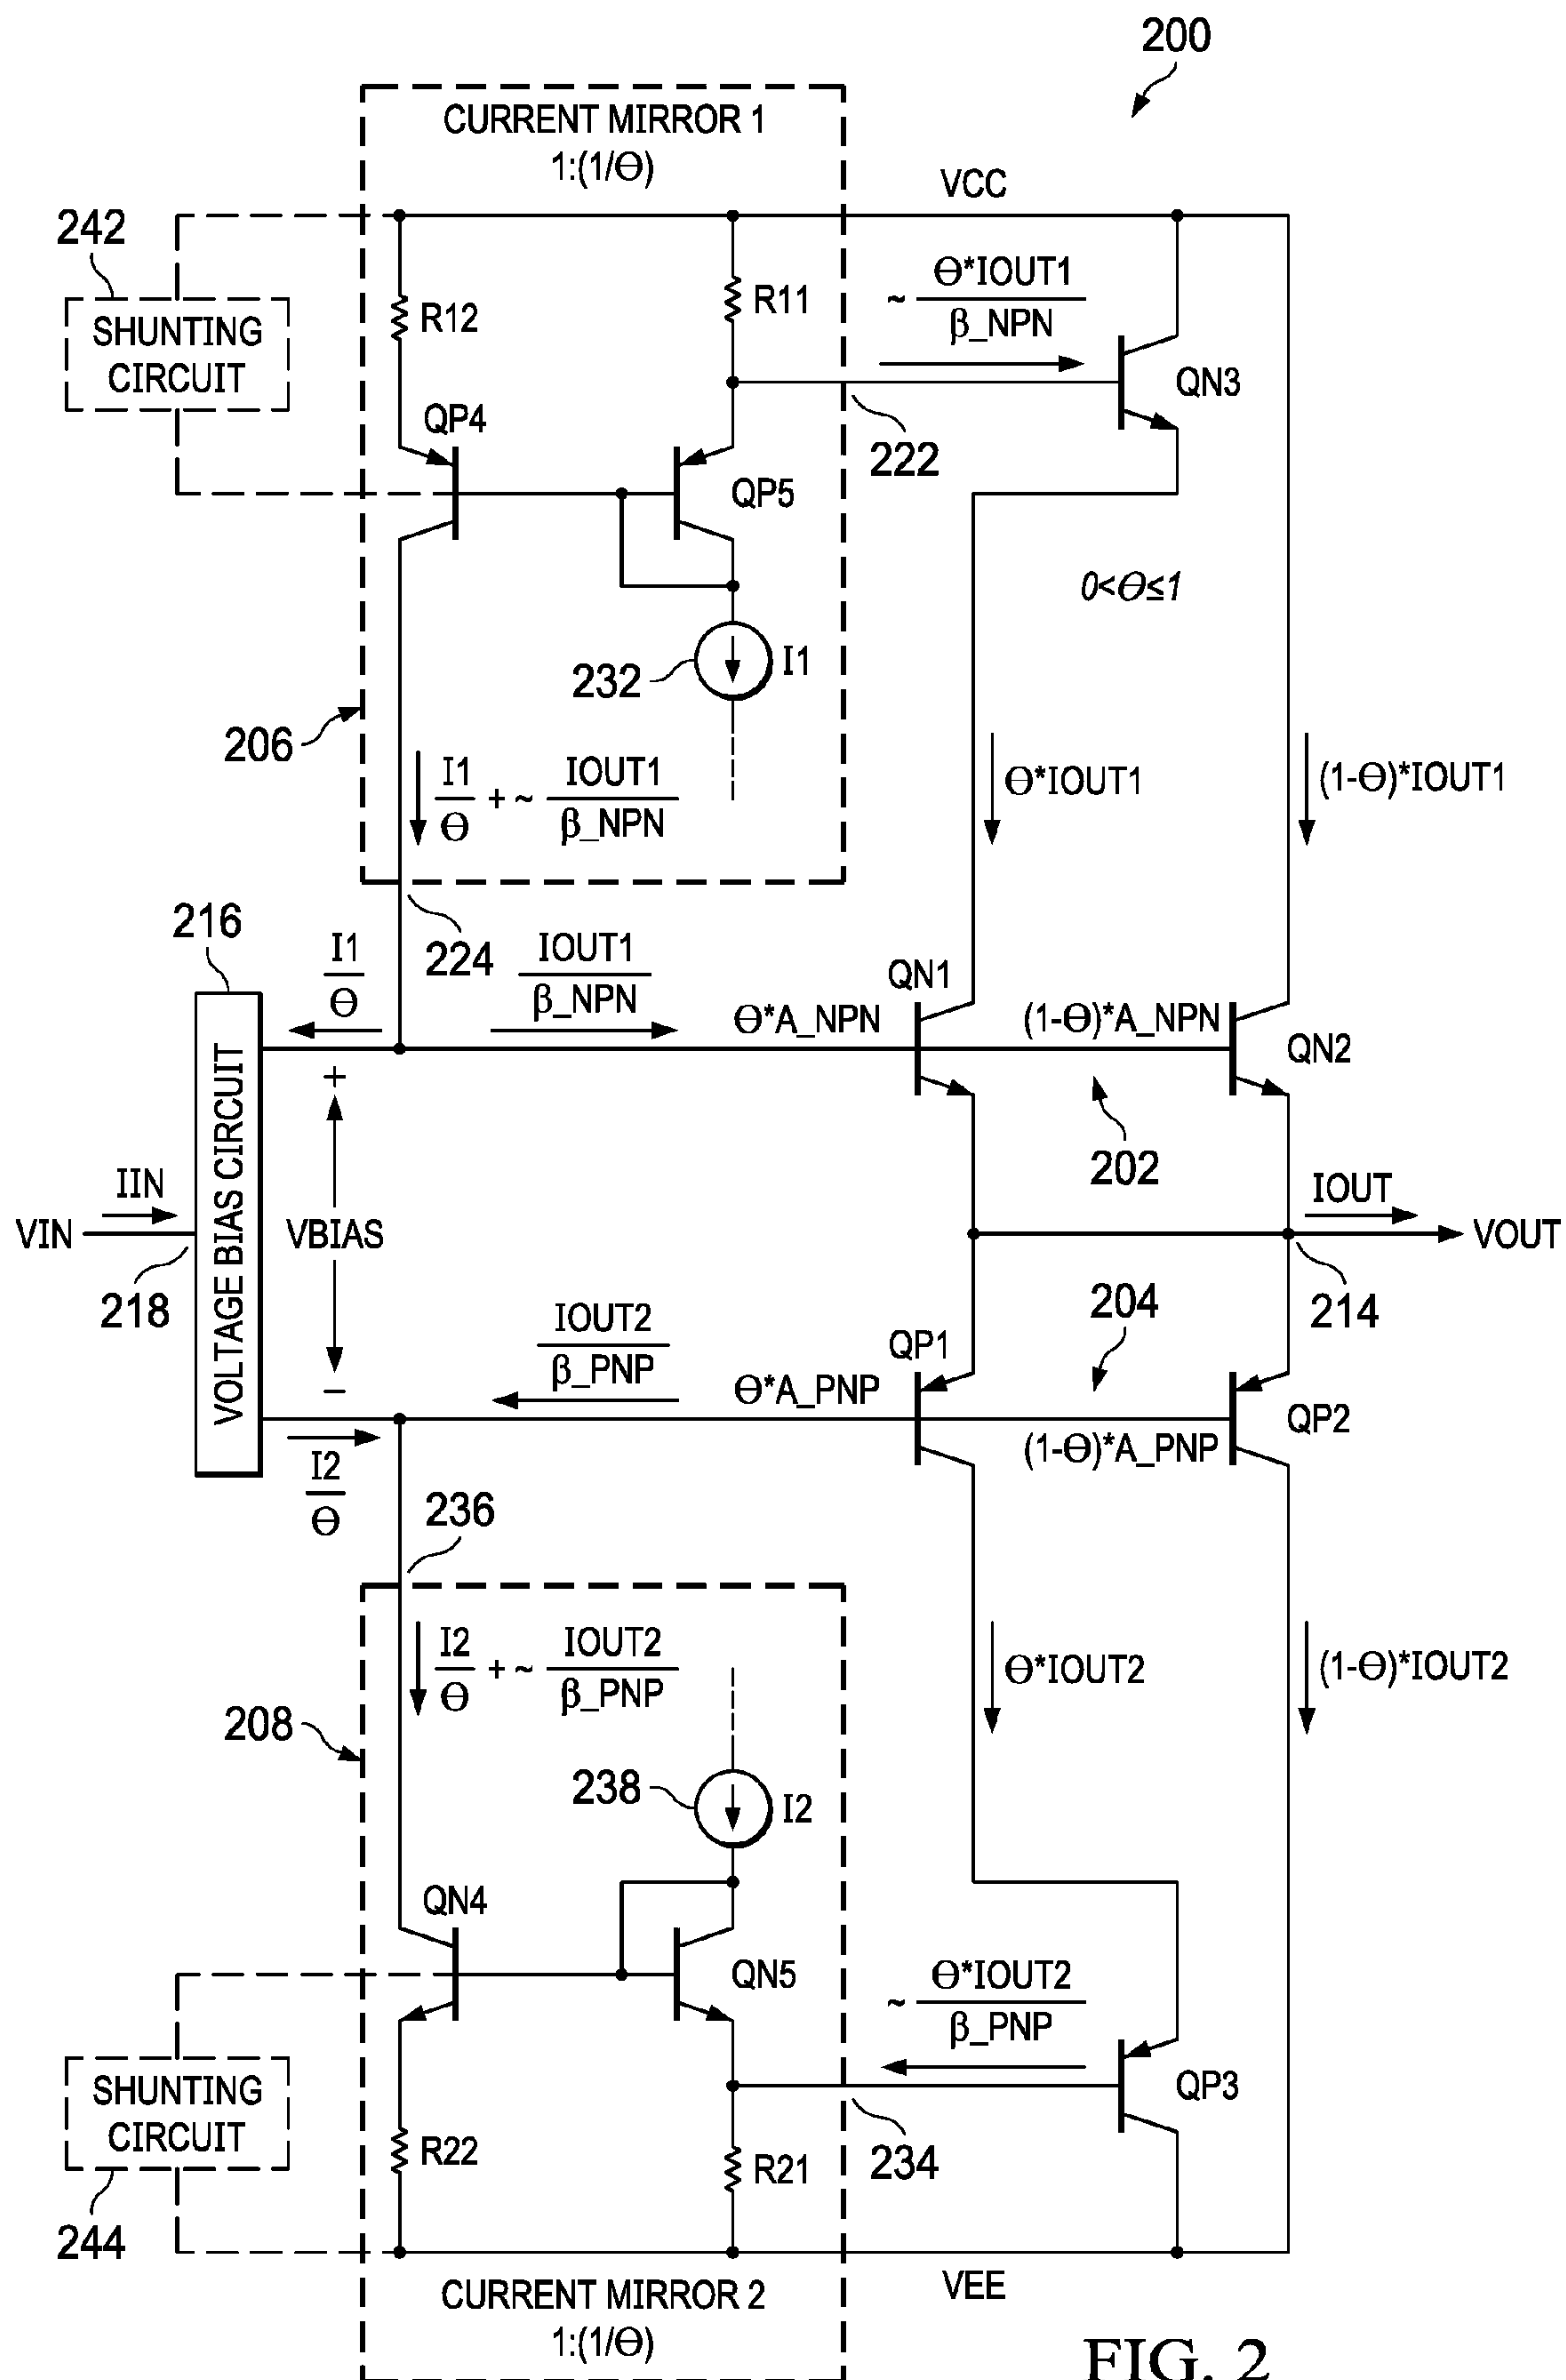 200
CURRENT MIRROR 1
1:(1/Θ)
VCC
242
SHUNTING
CIRCUIT
R12
R11
~ Θ*IOUT1
β_NPN
QN3
QP4
222
QP5
0<Θ≤1
232
I1
206
I1
Θ
+ ~ IOUT1
β_NPN
Θ*IOUT1
(1-Θ)*IOUT1
216
I1
Θ
224
IOUT1
β_NPN
QN1
Θ*A_NPN
(1-Θ)*A_NPN
QN2
+
VOLTAGE BIAS CIRCUIT
202
IIN
IOUT
VIN
VBIAS
VOUT
218
204
214
IOUT2
β_PNP
QP1
−
Θ*A_PNP
QP2
(1-Θ)*A_PNP
I2
Θ
236
I2
Θ
+ ~ IOUT2
β_PNP
Θ*IOUT2
(1-Θ)*IOUT2
208
238
I2
QN4
QN5
~ Θ*IOUT2
β_PNP
SHUNTING
CIRCUIT
QP3
R22
R21
234
244
VEE
CURRENT MIRROR 2
1:(1/Θ)
FIG. 2